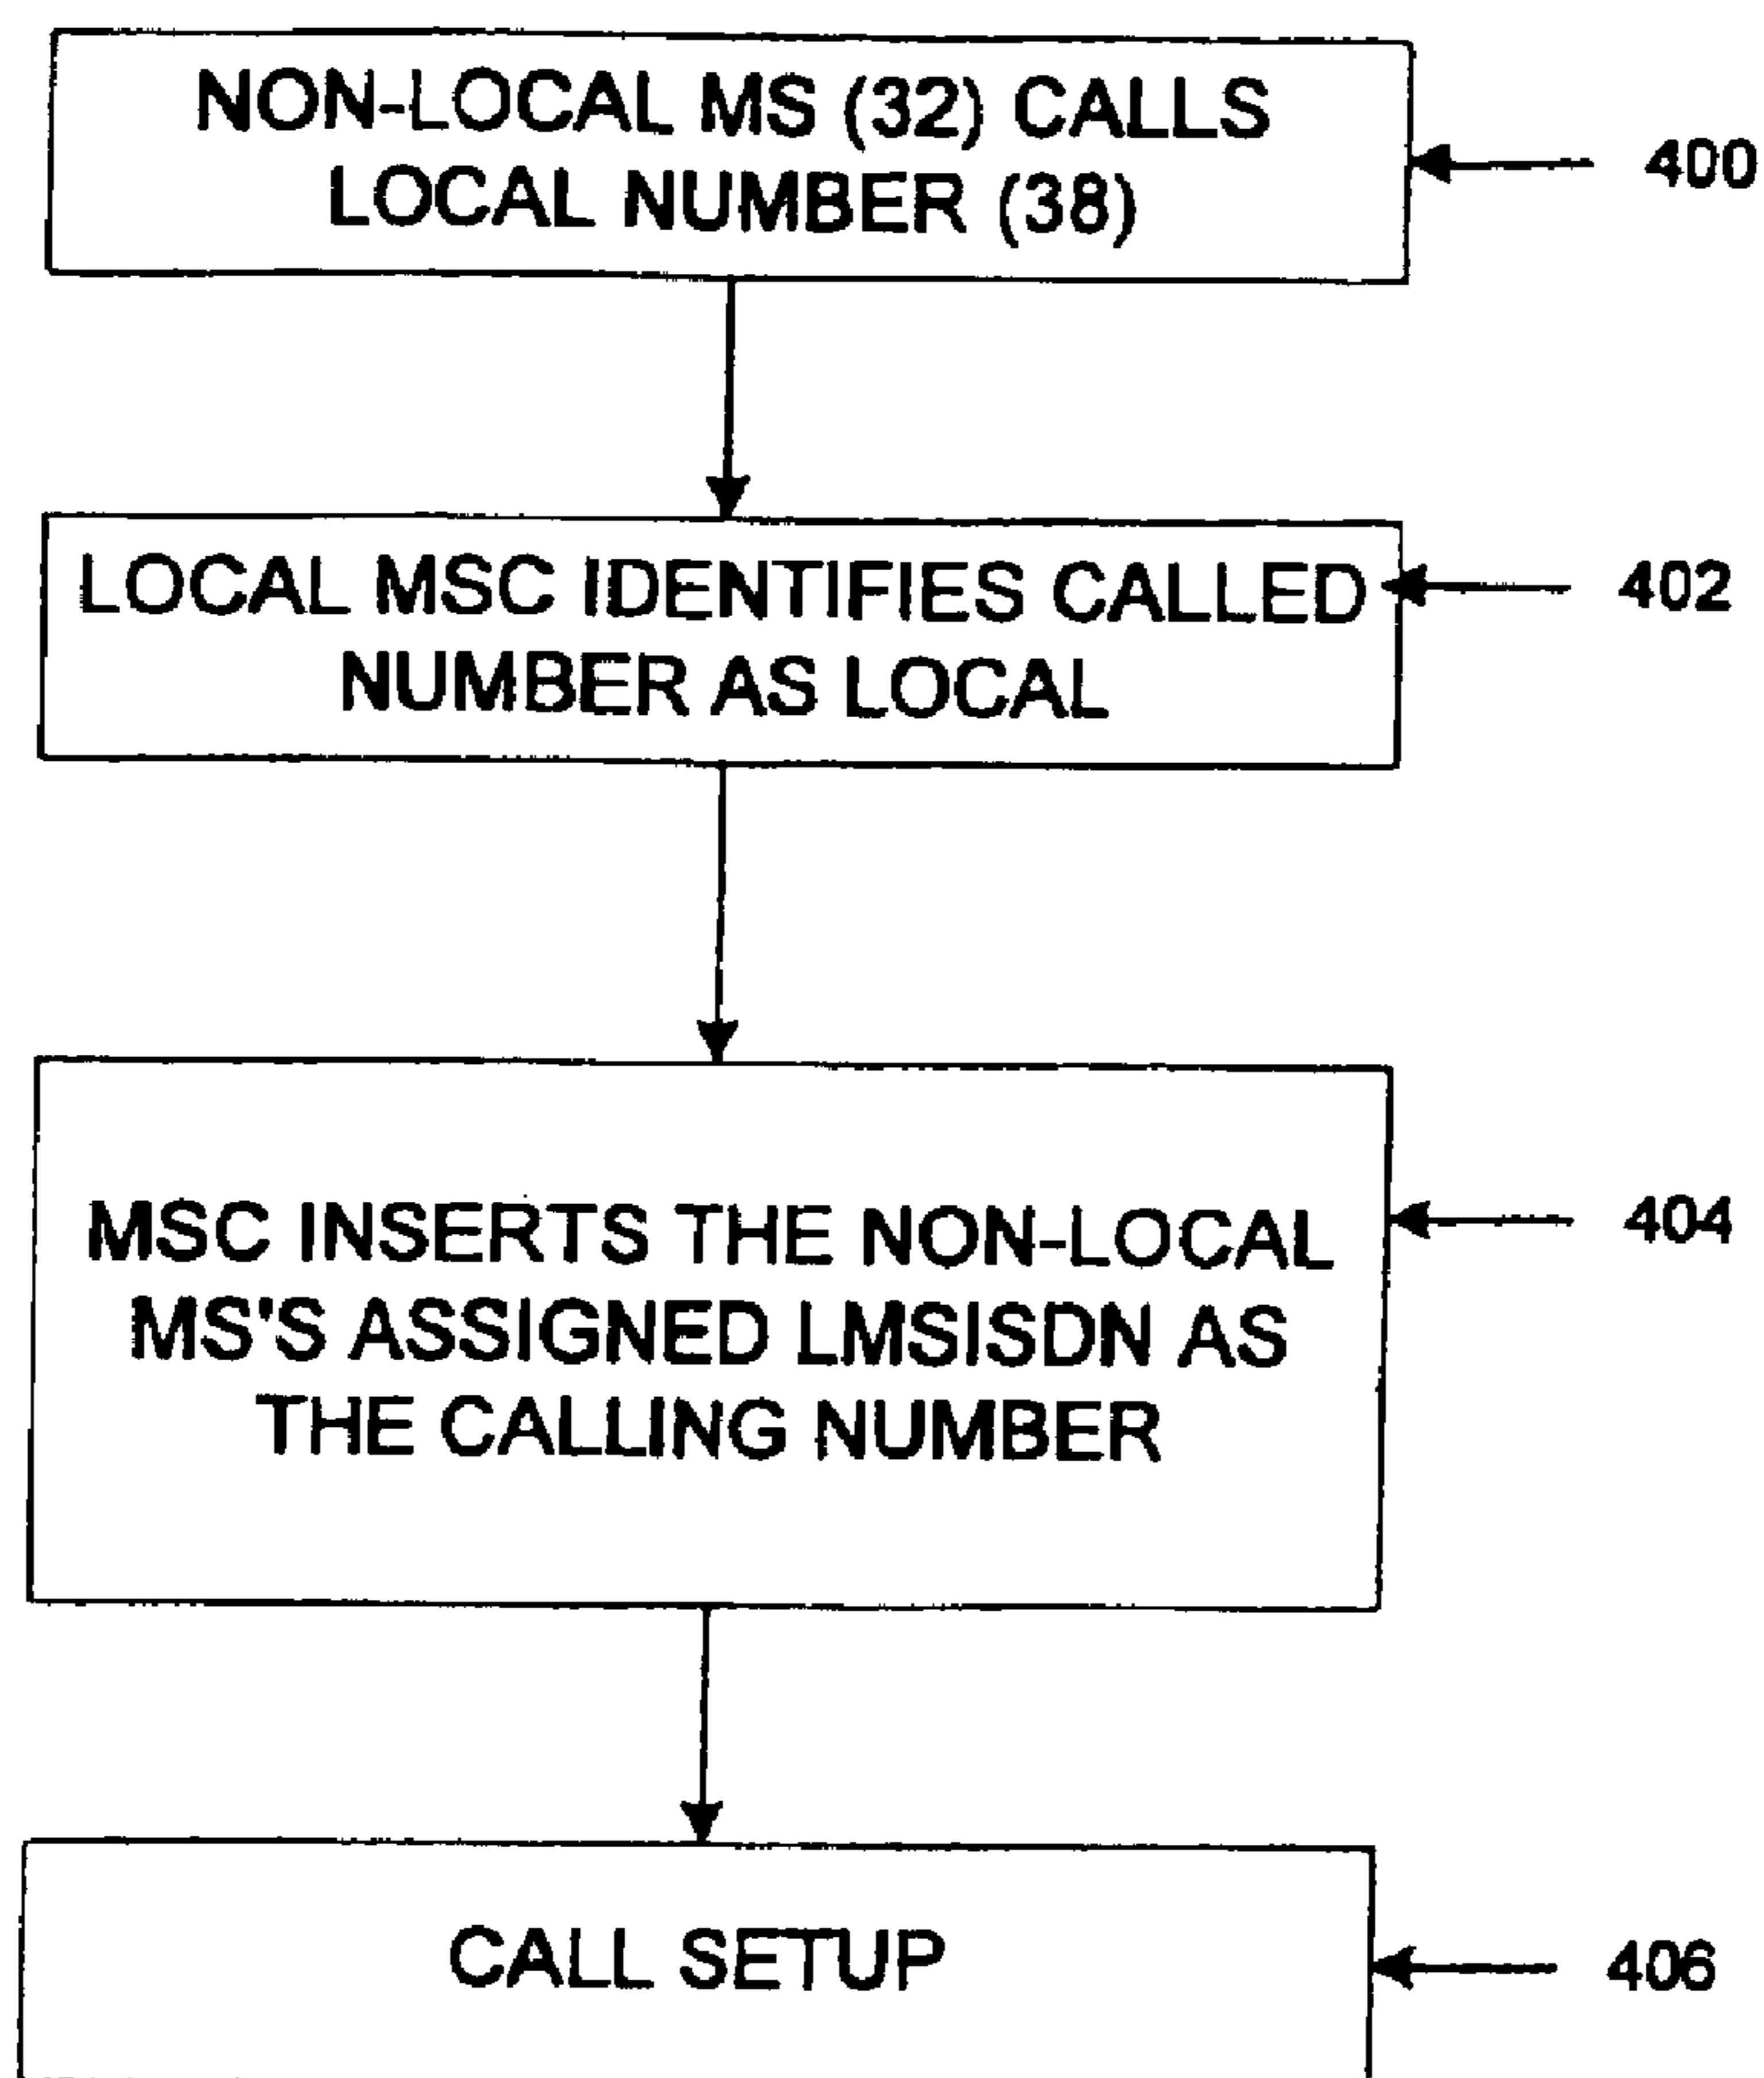 NON-LOCAL MS (32) CALLS
LOCAL NUMBER (38)
400
LOCAL MSC IDENTIFIES CALLED
NUMBER AS LOCAL
402
MSC INSERTS THE NON-LOCAL
MS'S ASSIGNED LMSISDN AS
THE CALLING NUMBER
404
CALL SETUP
406